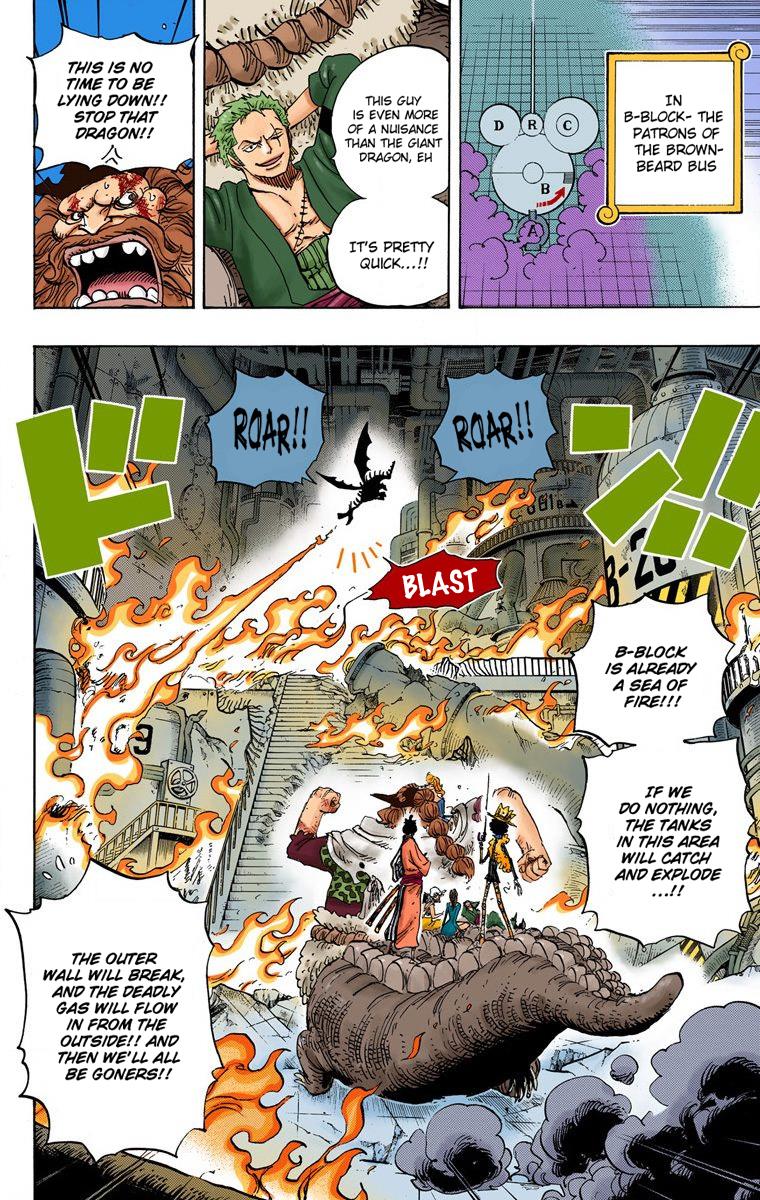 IN
B-BLOCK- THE
PATRONS OF
THE BROWN-
BEARD BUS
D R C
B
A
THIS GUY
IS EVEN MORE
OF A NUISANCE
THAN THE GIANT
DRAGON, EH
IT'S PRETTY
QUICK...!!
THIS IS NO
TIME TO BE
LYING DOWN!!
STOP THAT
DRAGON!!
ROAR!!
ROAR!!
ドン!!
BLAST
B-20
9
B-BLOCK
IS ALREADY
A SEA OF
FIRE!!!
IF WE
DO NOTHING,
THE TANKS
IN THIS AREA
WILL CATCH
AND EXPLODE
...!!
THE OUTER
WALL WILL BREAK,
AND THE DEADLY
GAS WILL FLOW
IN FROM THE
OUTSIDE!! AND
THEN WE'LL ALL
BE GONERS!!